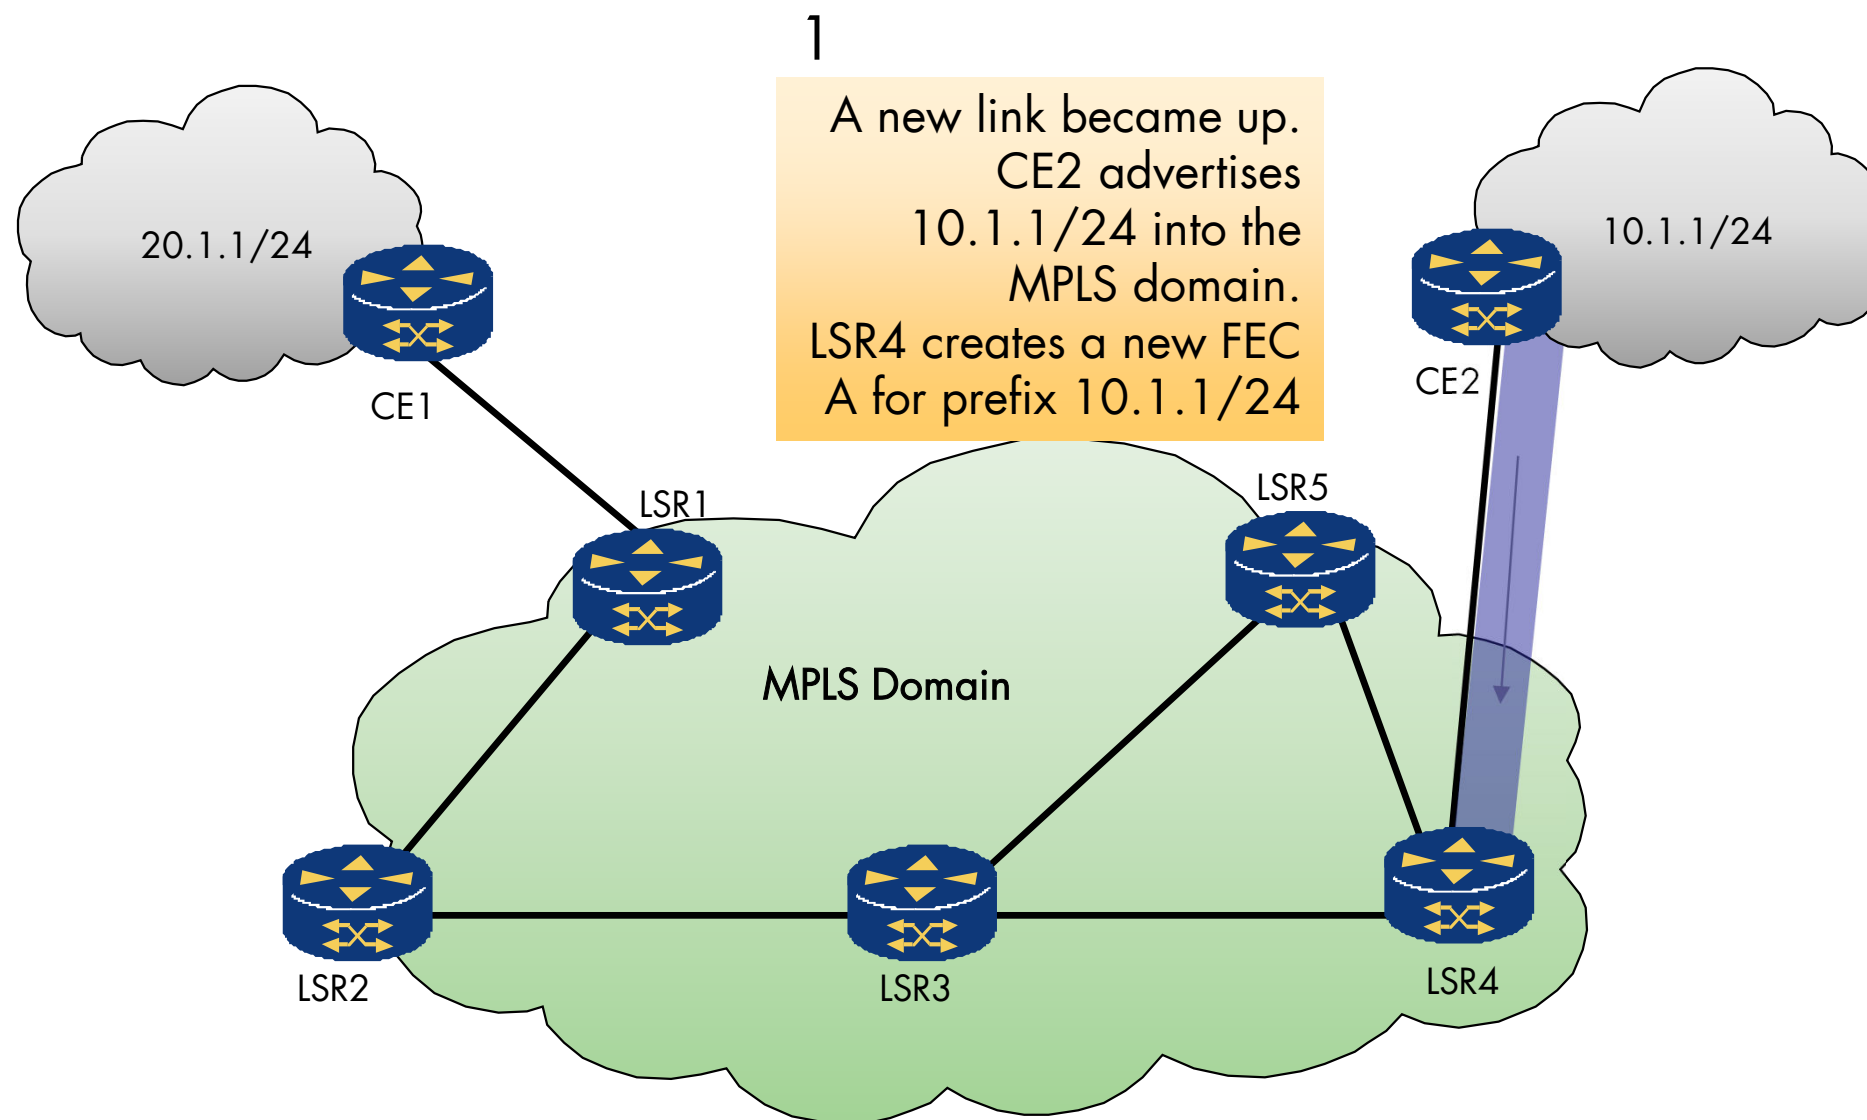 1
A new link became up.
CE2 advertises
10.1.1/24 into the
MPLS domain.
LSR4 creates a new FEC
A for prefix 10.1.1/24
20.1.1/24
10.1.1/24
CE1
CE2
LSR1
LSR5
MPLS Domain
LSR2
LSR3
LSR4